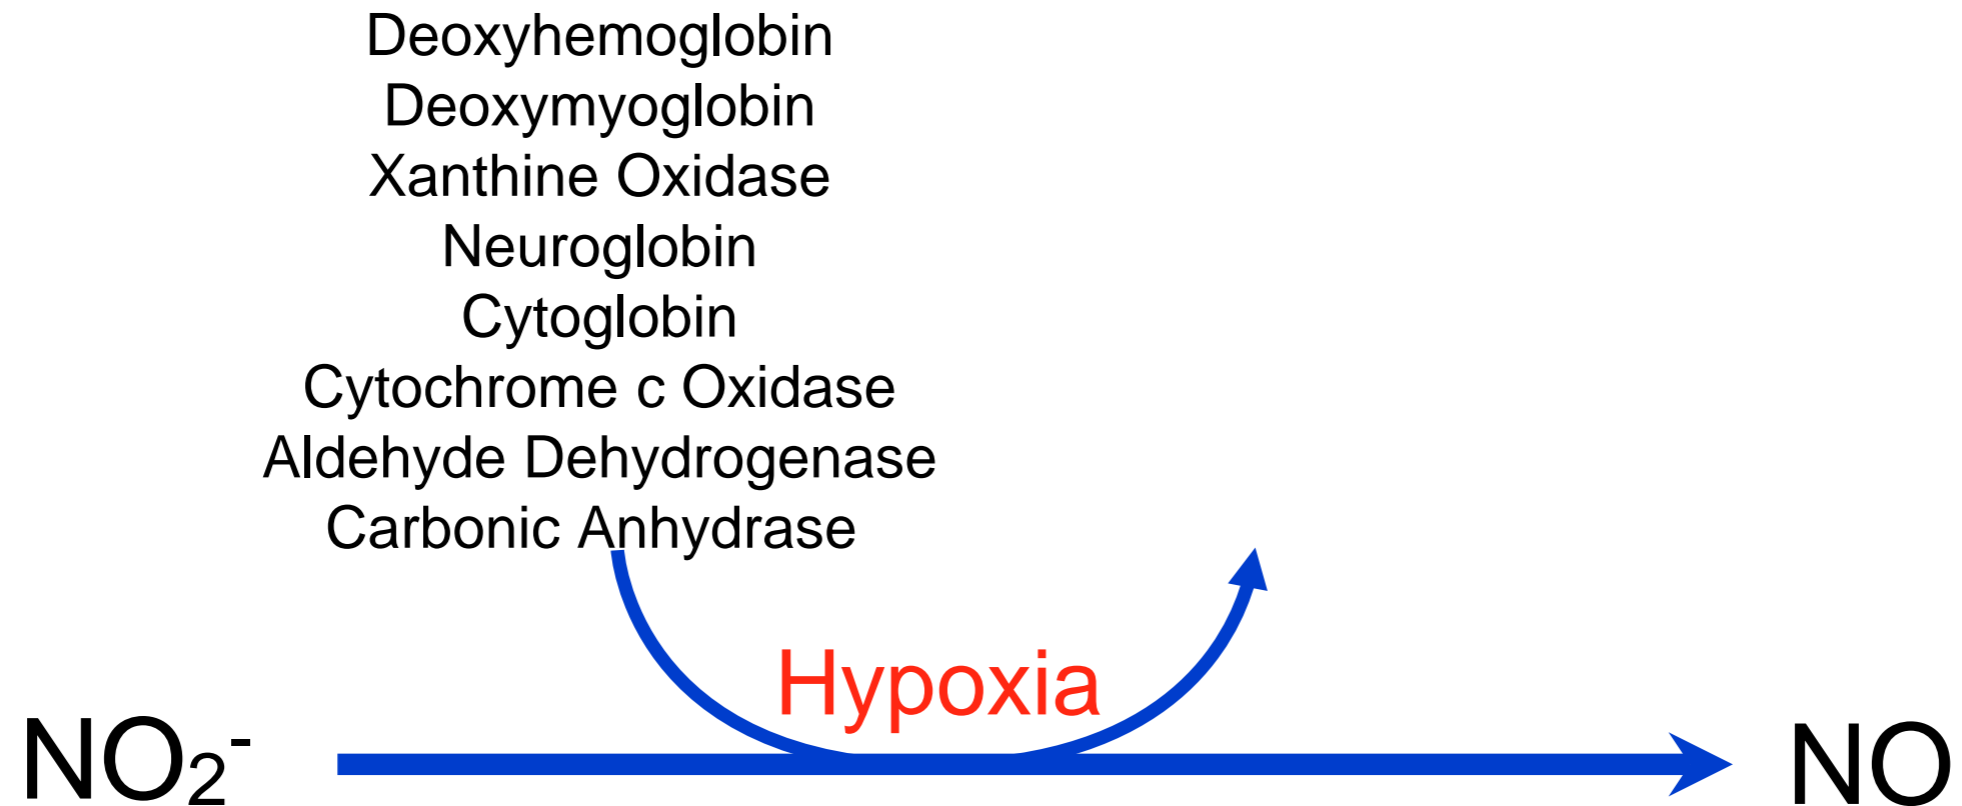 Deoxyhemoglobin
Deoxymyoglobin
Xanthine Oxidase
Neuroglobin
Cytoglobin
Cytochrome c Oxidase
Aldehyde Dehydrogenase
Carbonic Anhydrase
Hypoxia
NO₂⁻
NO